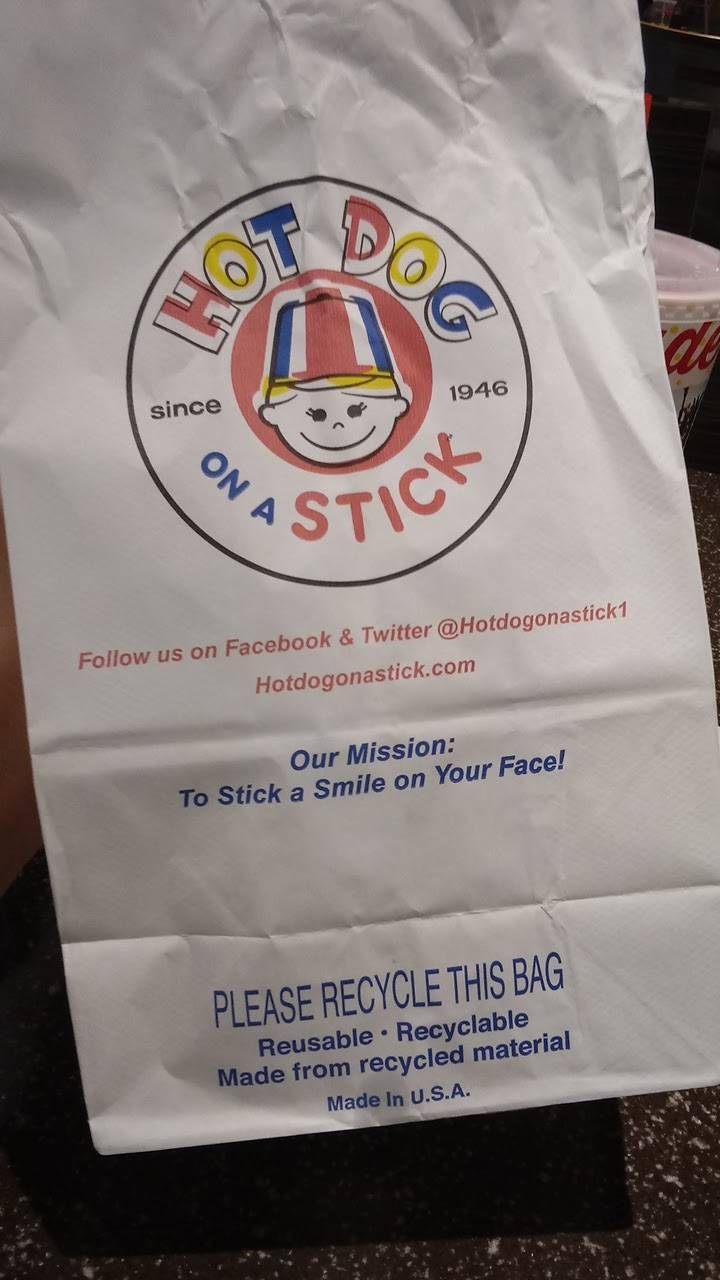 HOT DOG
since 1946
ON A STICK
Follow us on Facebook & Twitter @Hotdogonastick1
Hotdogonastick.com
Our Mission:
To Stick a Smile on Your Face!
PLEASE RECYCLE THIS BAG
Reusable • Recyclable
Made from recycled material
Made In U.S.A.